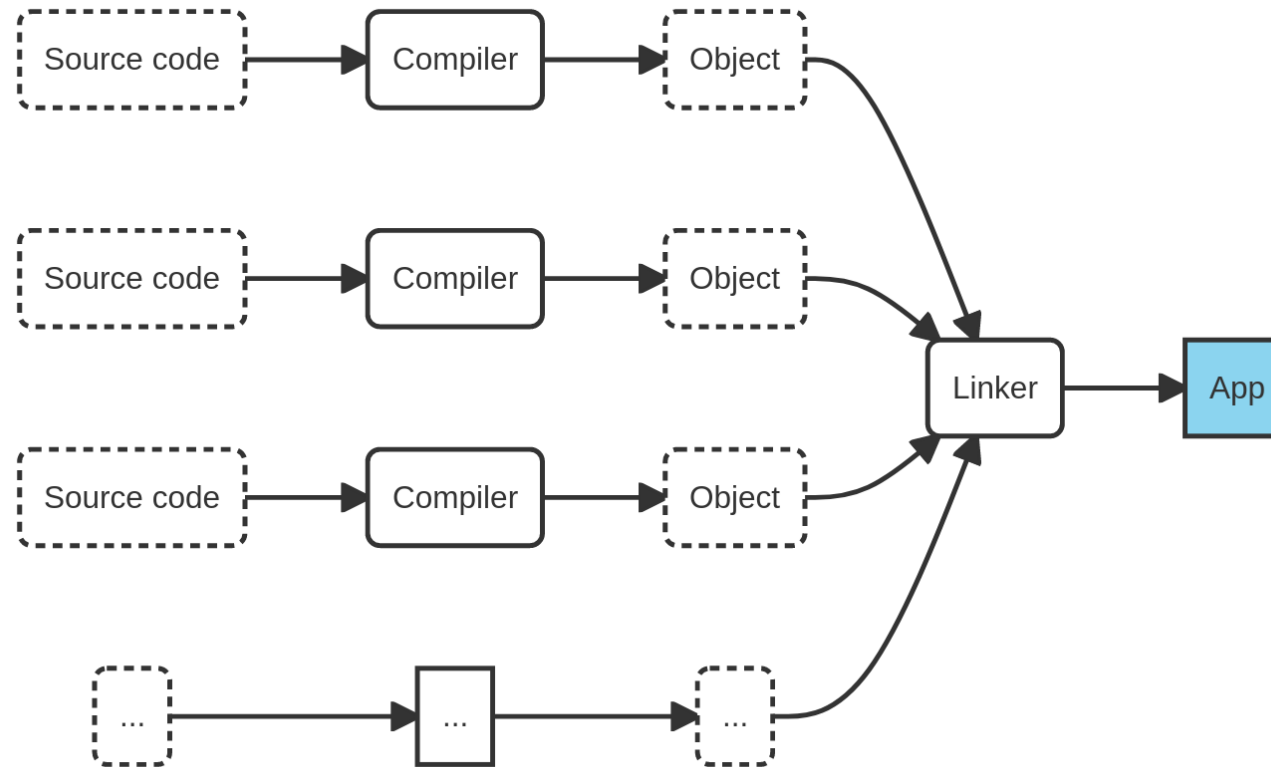 Source code
Compiler
Object
Source code
Compiler
Object
Linker
App
Source code
Compiler
Object
...
...
...